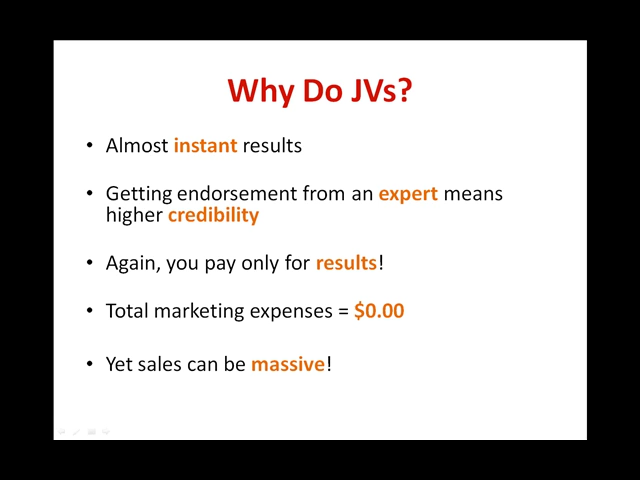 Why Do JVs?
• Almost instant results
• Getting endorsement from an expert means
higher credibility
• Again, you pay only for results!
• Total marketing expenses = $0.00
• Yet sales can be massive!